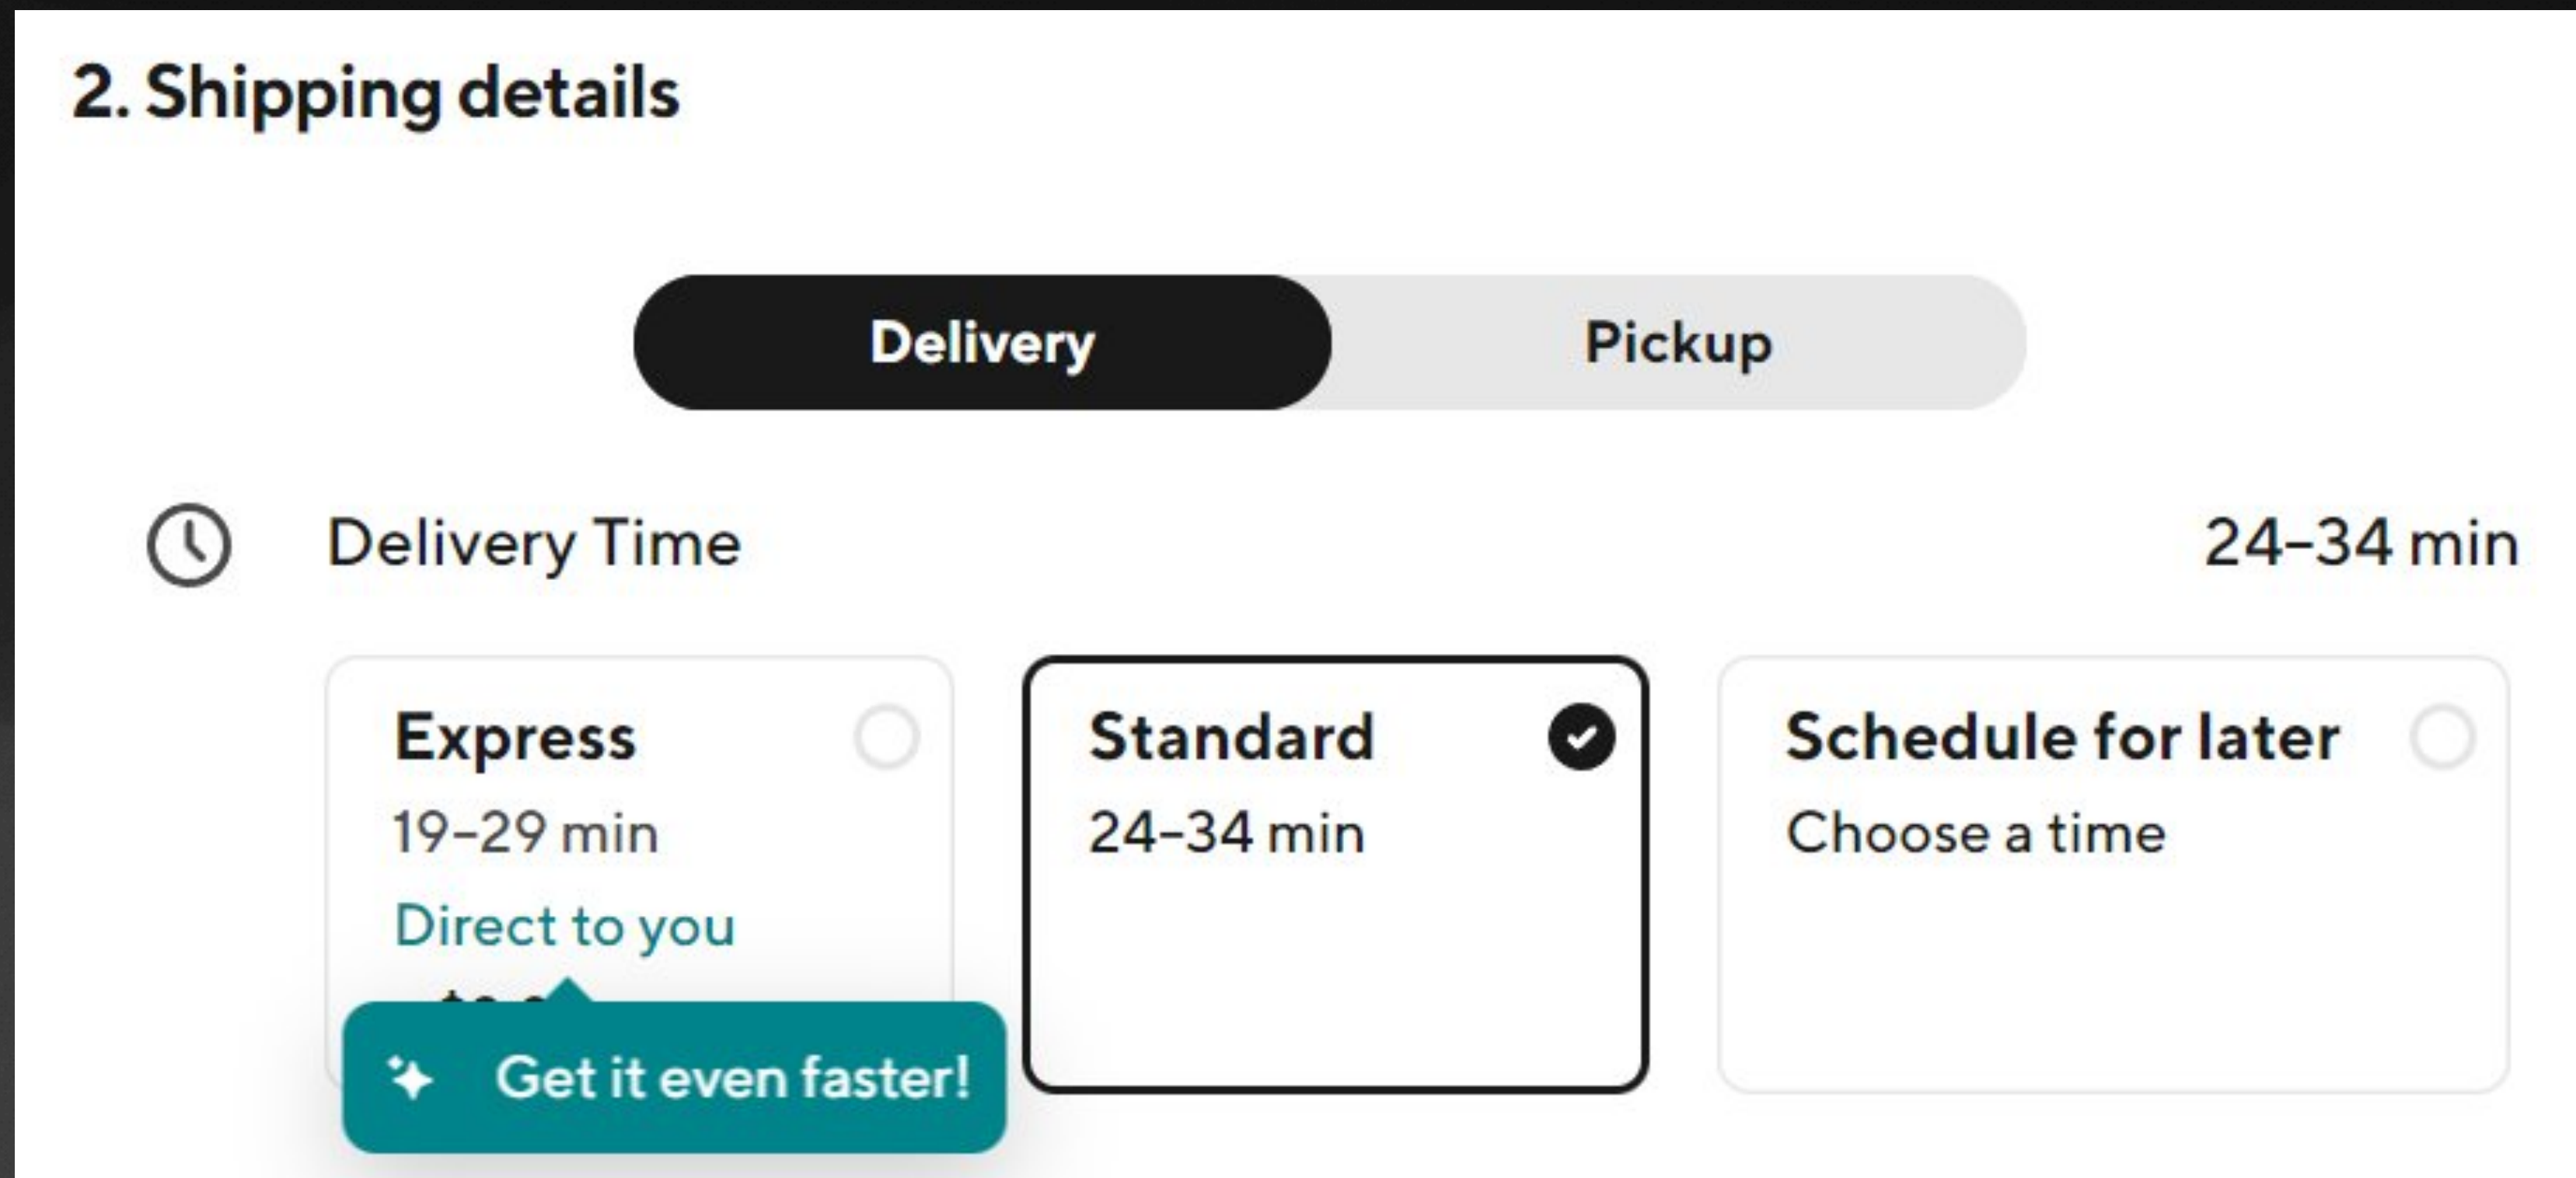 2. Shipping details
Delivery
Pickup
Delivery Time
24–34 min
Express
19–29 min
Direct to you
Get it even faster!
Standard
24–34 min
Schedule for later
Choose a time